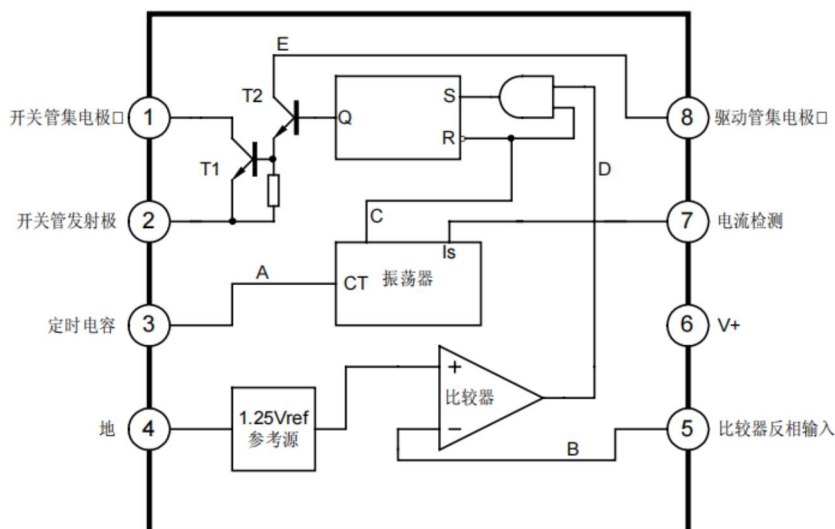 E
开关管集电极□ 1 T2 Q S R 8 驱动管集电极□
T1 D
开关管发射极 2 C 7 电流检测
A CT Is 振荡器
定时电容 3 6 V+
地 4 1.25Vref + 比较器 5 比较器反相输入
参考源 − B